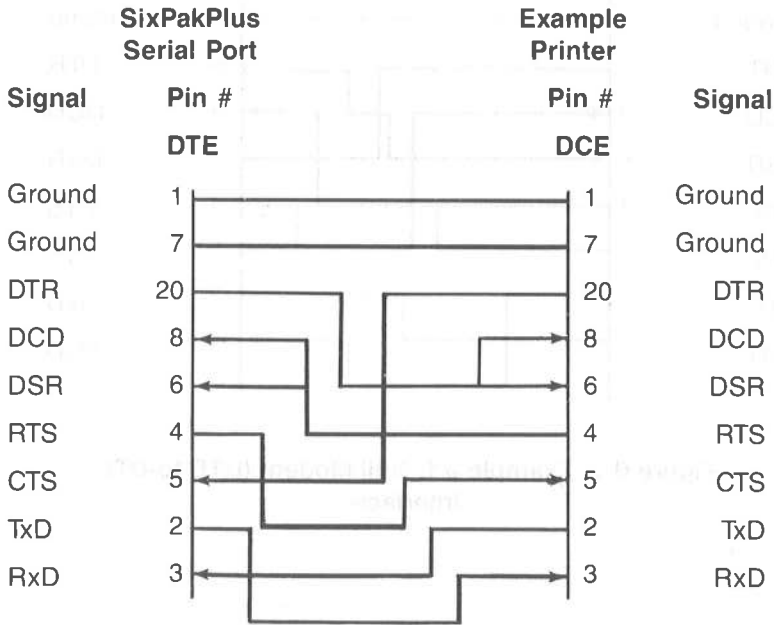 SixPakPlus Example
Serial Port Printer
Signal Pin # Pin # Signal
DTE DCE
Ground 1 1 Ground
Ground 7 7 Ground
DTR 20 20 DTR
DCD 8 8 DCD
DSR 6 6 DSR
RTS 4 4 RTS
CTS 5 5 CTS
TxD 2 2 TxD
RxD 3 3 RxD